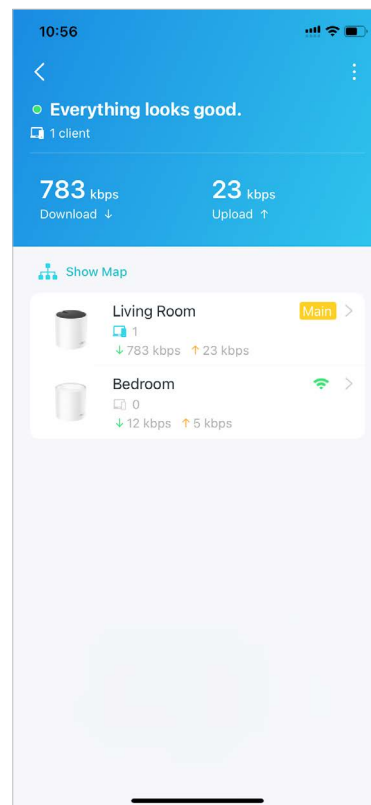 10:56
Everything looks good.
1 client
783 kbps 23 kbps
Download ↓ Upload ↑
Show Map
Living Room Main
1
↓ 783 kbps ↑ 23 kbps
Bedroom
0
↓ 12 kbps ↑ 5 kbps